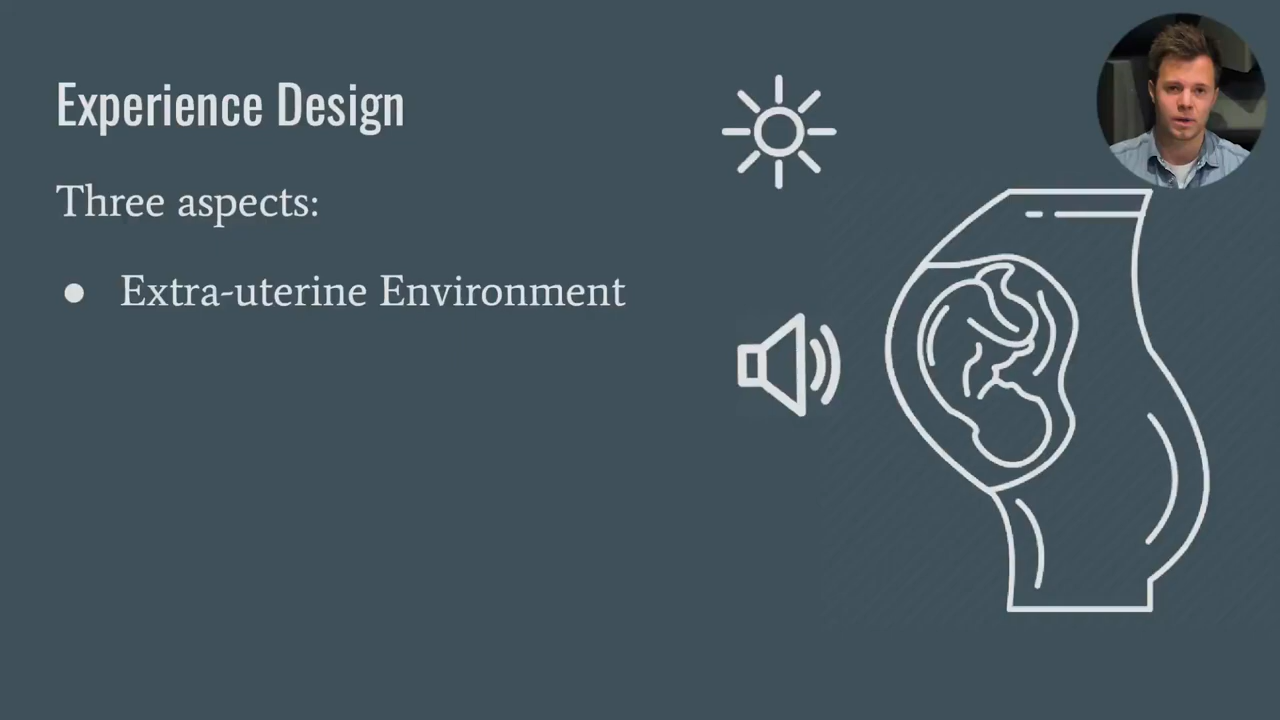 Experience Design
Three aspects:
● Extra-uterine Environment